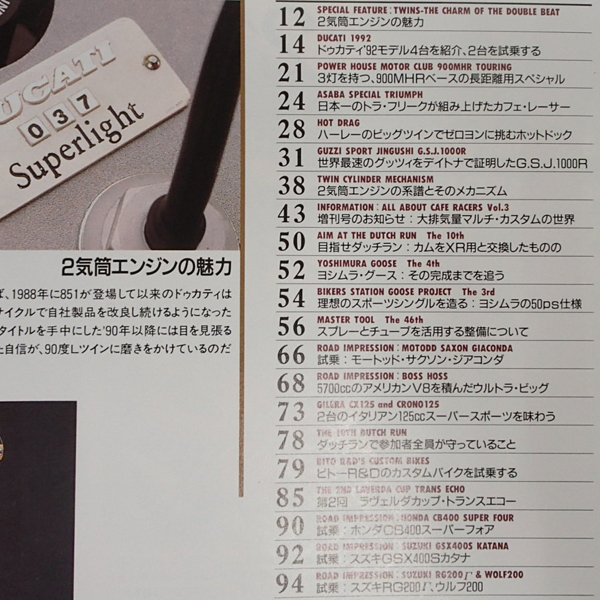 DUCATI
037
Superlight
2気筒エンジンの魅力
ば、1988年に851が登場して以来のドゥカティは
サイクルで自社製品を改良し続けるようになった
タイトルを手中にした'90年以降には目を見張る
た自信が、90度Lツインに磨きをかけているのだ
12 SPECIAL FEATURE: TWINS-THE CHARM OF THE DOUBLE BEAT
2気筒エンジンの魅力
14 DUCATI 1992
ドゥカティ'92モデル4台を紹介、2台を試乗する
21 POWER HOUSE MOTOR CLUB 900MHR TOURING
3灯を持つ、900MHRベースの長距離用スペシャル
24 ASABA SPECIAL TRIUMPH
日本一のトラ・フリークが組み上げたカフェ・レーサー
28 HOT DRAG
ハーレーのビッグツインでゼロヨンに挑むホットドック
31 GUZZI SPORT JINGUSHI G.S.J.1000R
世界最速のグッツィをデイトナで証明したG.S.J.1000R
38 TWIN CYLINDER MECHANISM
2気筒エンジンの系譜とそのメカニズム
43 INFORMATION: ALL ABOUT CAFE RACERS Vol.3
増刊号のお知らせ：大排気量マルチ・カスタムの世界
50 AIM AT THE DUTCH RUN The 10th
目指せダッチラン：カムをXR用と交換したものの
52 YOSHIMURA GOOSE The 4th
ヨシムラ・グース：その完成までを追う
54 BIKERS STATION GOOSE PROJECT The 3rd
理想のスポーツシングルを造る：ヨシムラの50ps仕様
56 MASTER TOOL The 46th
スプレーとチューブを活用する整備について
66 ROAD IMPRESSION: MOTODD SAXON GIACONDA
試乗：モートッド・サクソン・ジアコンダ
68 ROAD IMPRESSION: BOSS HOSS
5700ccのアメリカンV8を積んだウルトラ・ビッグ
73 GILERA CX125 and CRONO125
2台のイタリアン125ccスーパースポーツを味わう
78 THE 10TH DUTCH RUN
ダッチランで参加者全員が守っていること
79 BITO R&D'S CUSTOM BIKES
ビトーR&Dのカスタムバイクを試乗する
85 THE 2ND LAVERDA CUP TRANS ECHO
第2回 ラヴェルダカップ・トランスエコー
90 ROAD IMPRESSION: HONDA CB400 SUPER FOUR
試乗：ホンダCB400スーパーフォア
92 ROAD IMPRESSION: SUZUKI GSX400S KATANA
試乗：スズキGSX400Sカタナ
94 ROAD IMPRESSION: SUZUKI RG200Γ & WOLF200
試乗：スズキRG200Γ、ウルフ200